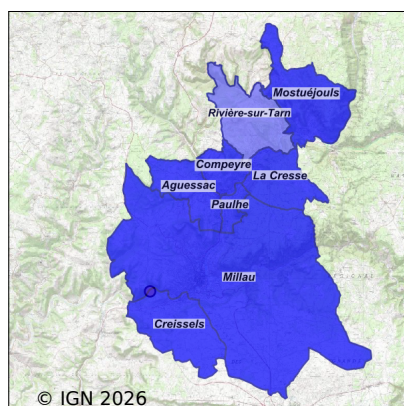 Mostuéjouls
Rivière-sur-Tarn
Compeyre
La Cresse
Aguessac
Paulhe
Millau
Creissels
© IGN 2026